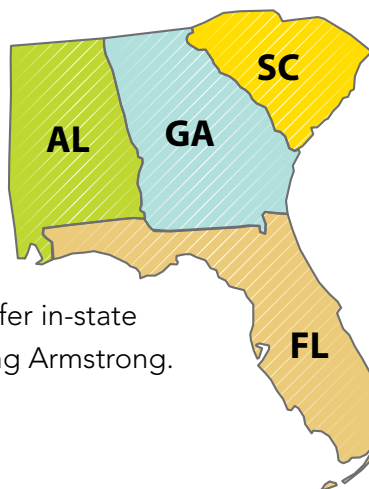 SC
AL GA
fer in-state
ng Armstrong.
FL